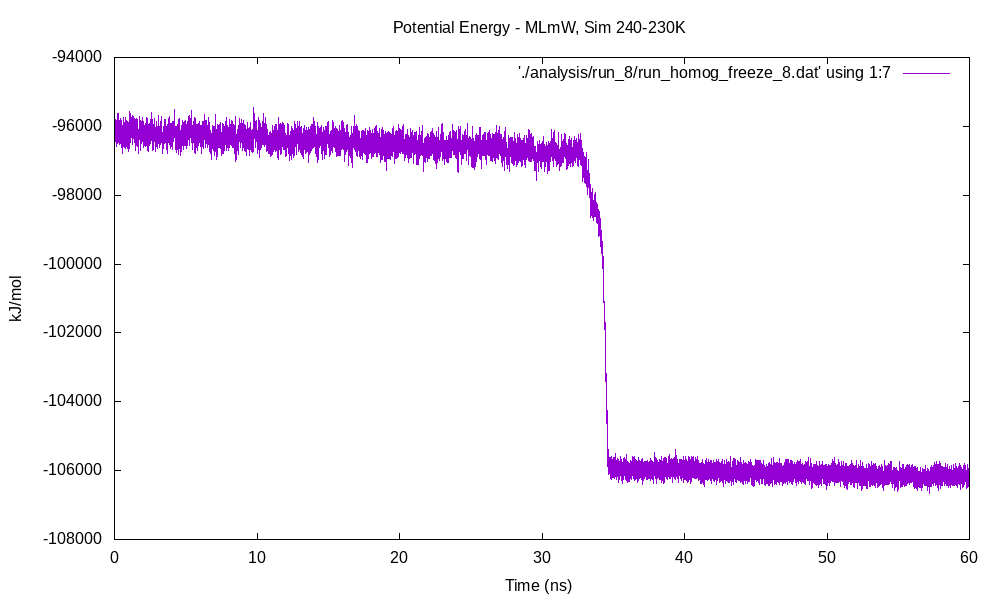 Potential Energy - MLmW, Sim 240-230K
'./analysis/run_8/run_homog_freeze_8.dat' using 1:7
-94000
-96000
-98000
-100000
-102000
-104000
-106000
-108000
kJ/mol
0 10 20 30 40 50 60
Time (ns)